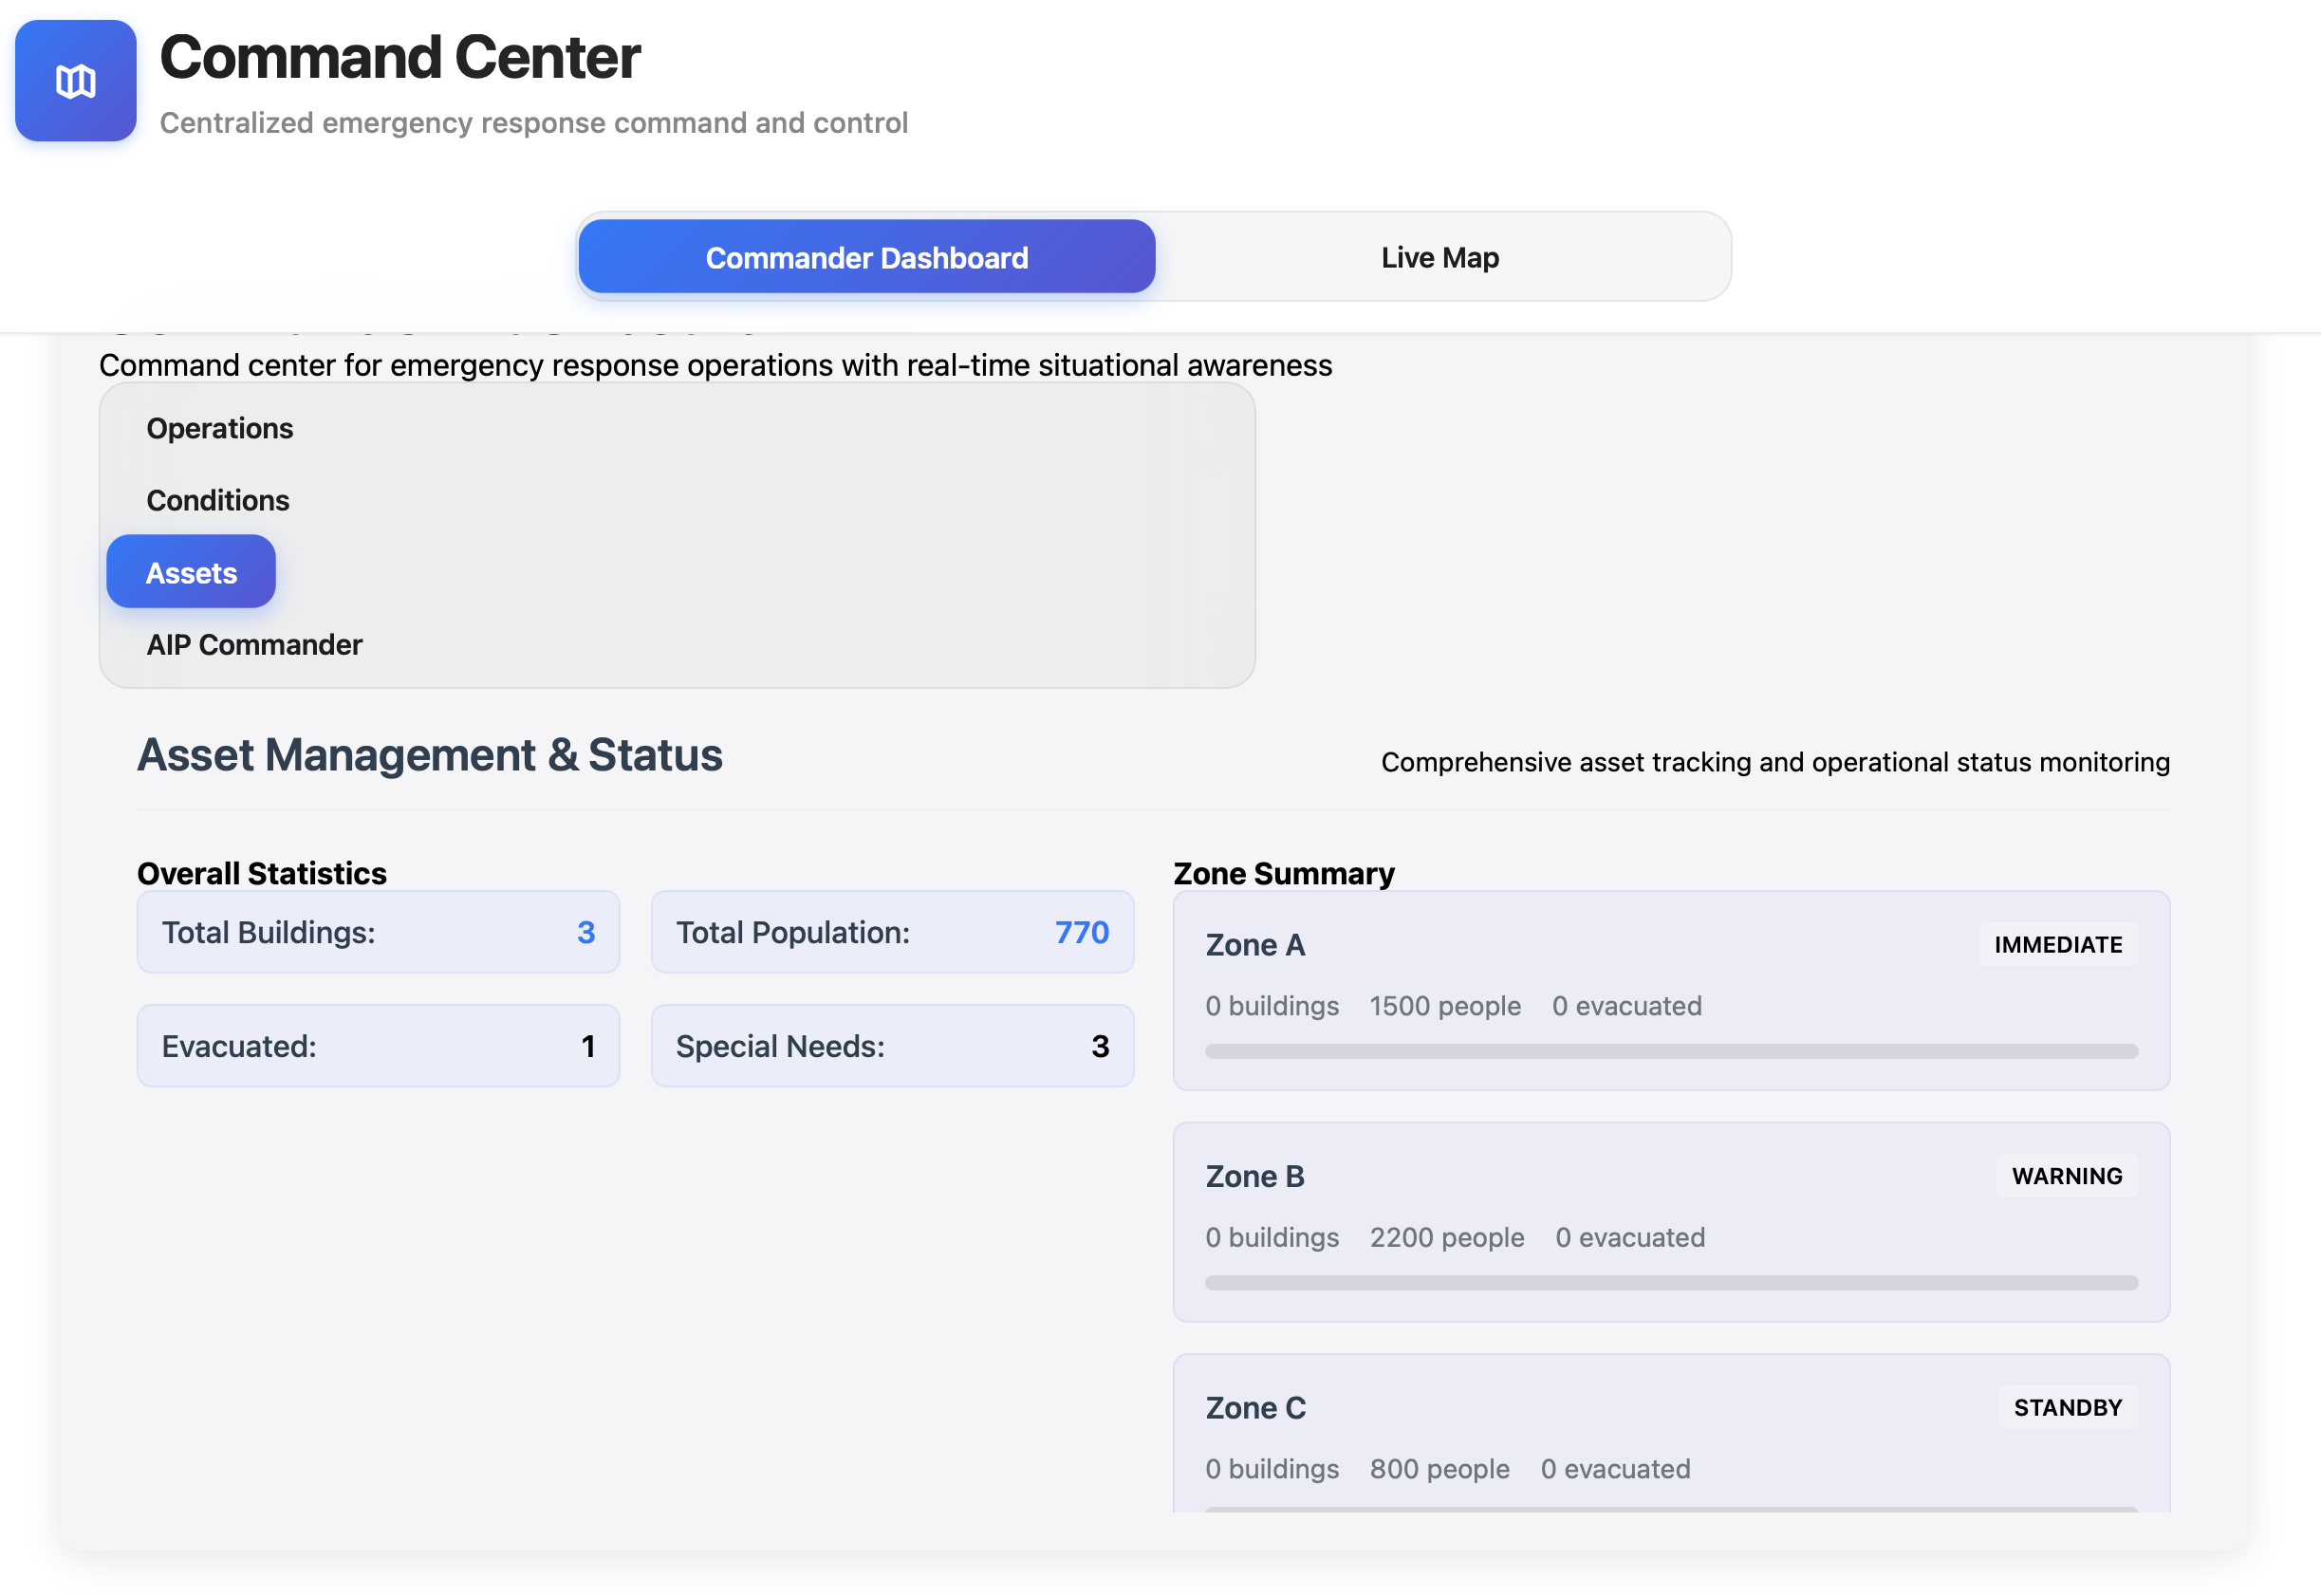 Command Center
Centralized emergency response command and control
Commander Dashboard
Live Map
Command center for emergency response operations with real-time situational awareness
Operations
Conditions
Assets
AIP Commander
Asset Management & Status
Comprehensive asset tracking and operational status monitoring
Overall Statistics
Total Buildings: 3
Total Population: 770
Evacuated: 1
Special Needs: 3
Zone Summary
Zone A IMMEDIATE
0 buildings 1500 people 0 evacuated
Zone B WARNING
0 buildings 2200 people 0 evacuated
Zone C STANDBY
0 buildings 800 people 0 evacuated